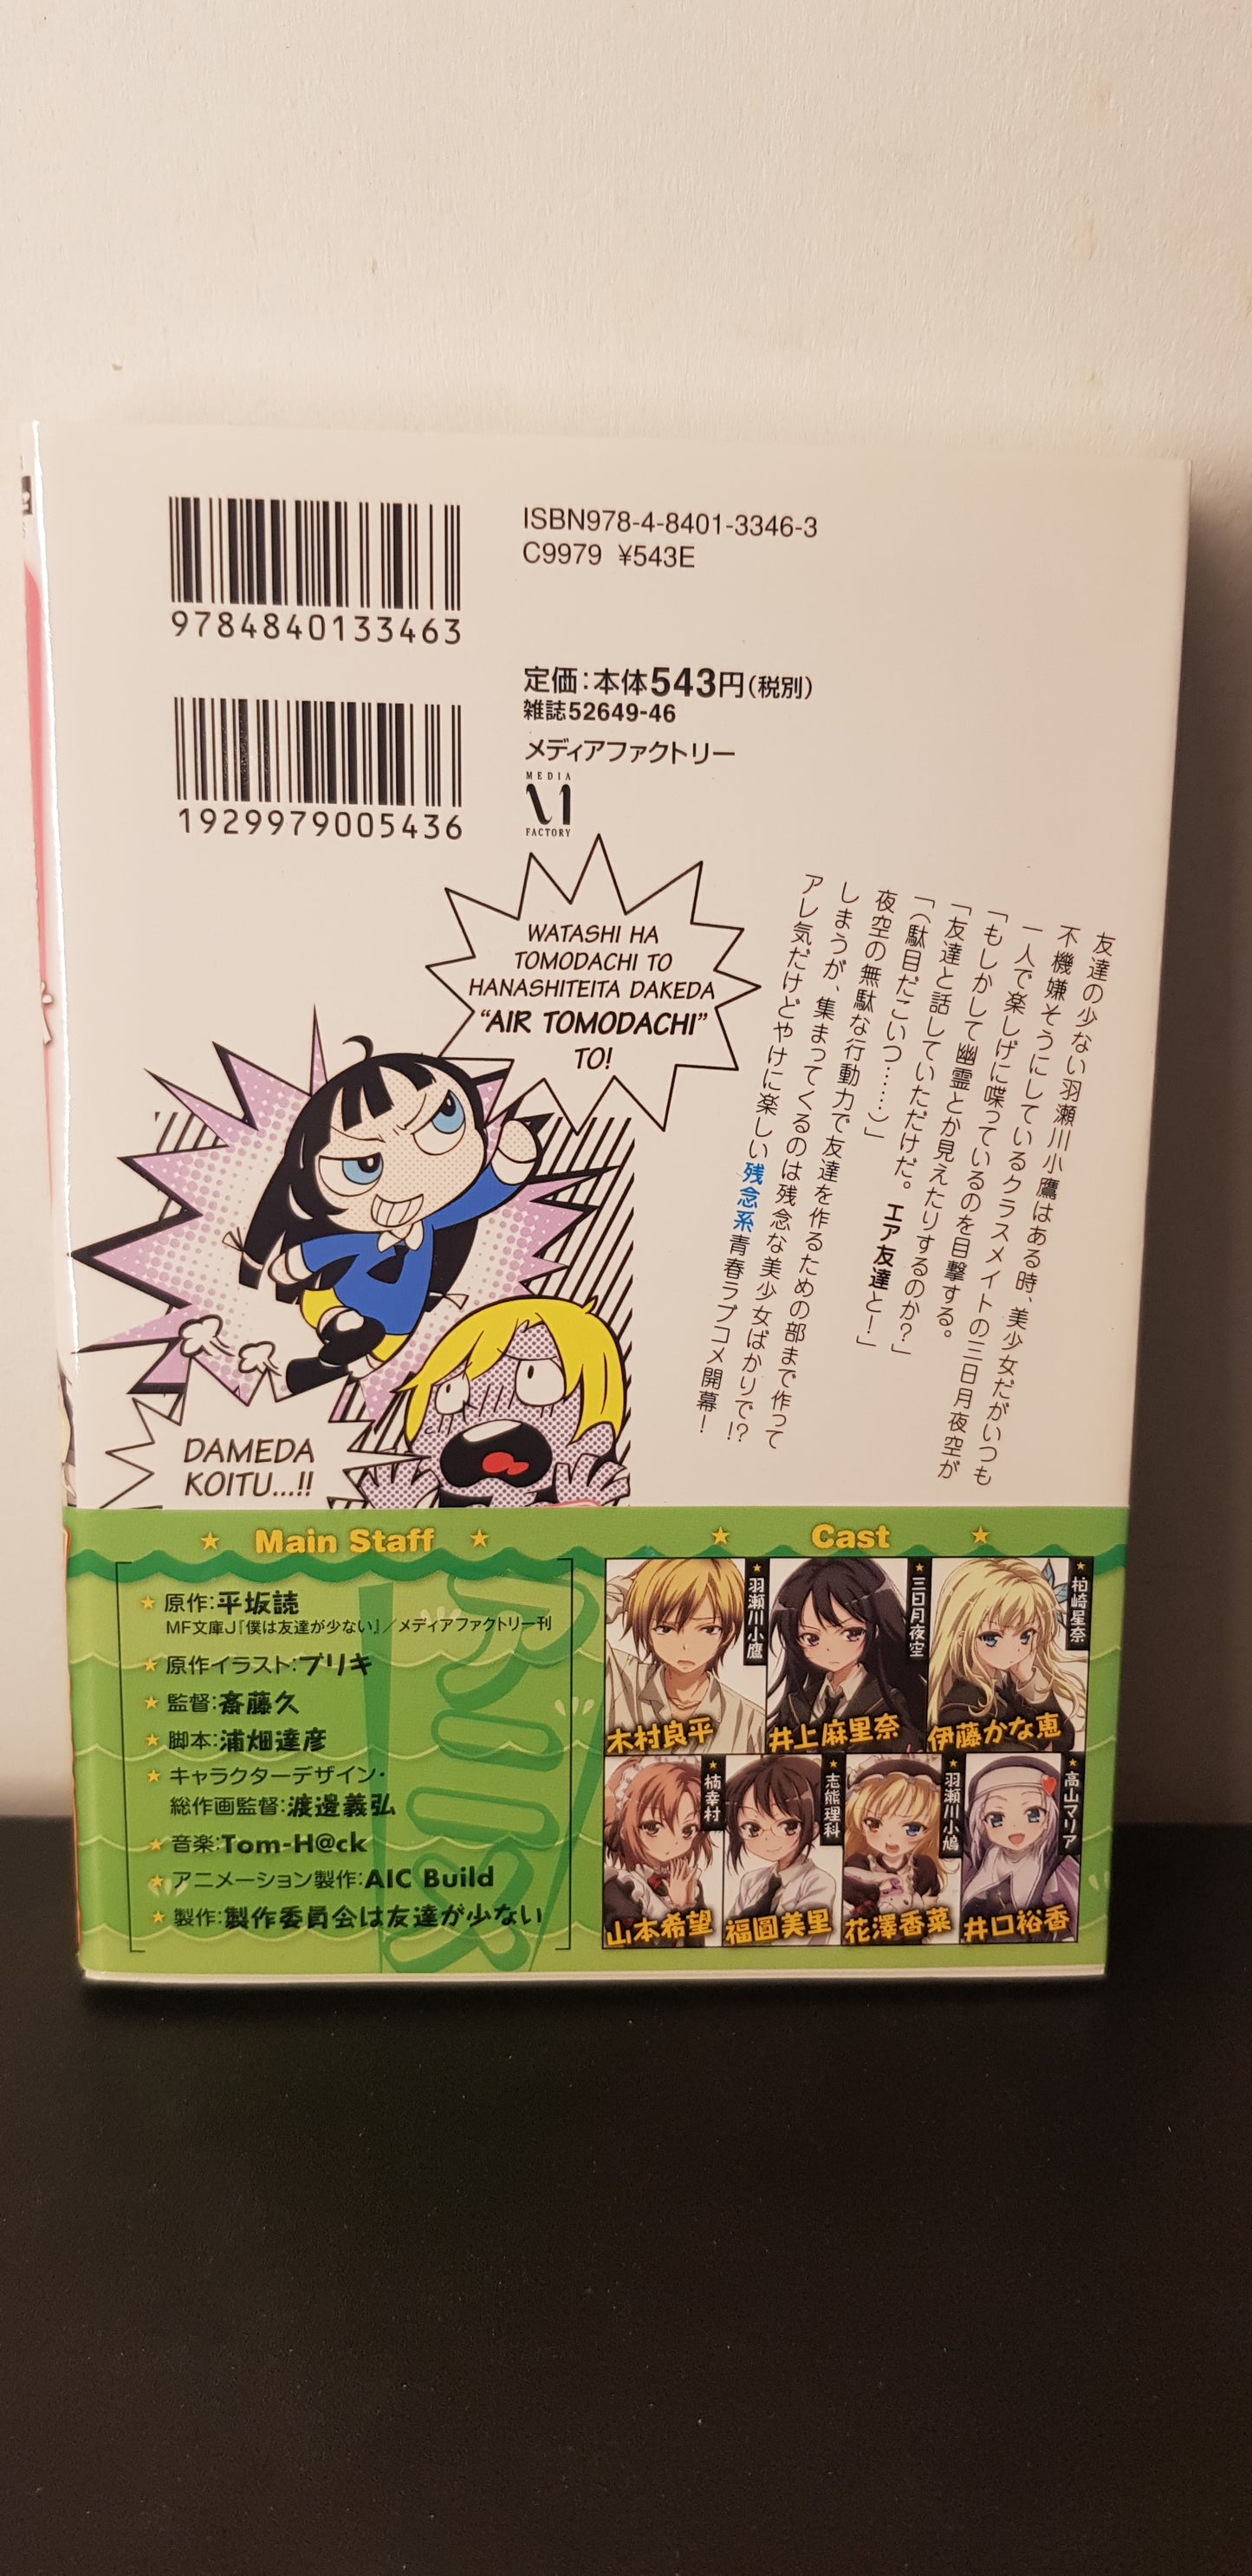 ISBN978-4-8401-3346-3
C9979 ¥543E
9784840133463
定価:本体543円(税別)
雑誌52649-46
メディアファクトリー
MEDIA
FACTORY
1929979005436
友達の少ない羽瀬川小鷹はある時、美少女だがいつも
不機嫌そうにしているクラスメイトの三日月夜空が
一人で楽しげに喋っているのを目撃する。
「もしかして幽霊とか見えたりするのか?」
「友達と話していただけだ。エア友達と!」
「(駄目だこいつ……)」
夜空の無駄な行動力で友達を作るための部まで作って
しまうが、集まってくるのは残念な美少女ばかりで!?
アレ気だけどやけに楽しい残念系青春ラブコメ開幕!
WATASHI HA
TOMODACHI TO
HANASHITEITA DAKEDA
“AIR TOMODACHI”
TO!
DAMEDA
KOITU...!!
★ Main Staff ★
★ 原作:平坂読
MF文庫J『僕は友達が少ない』/メディアファクトリー刊
★ 原作イラスト:ブリキ
★ 監督:斎藤久
★ 脚本:浦畑達彦
★ キャラクターデザイン・
総作画監督:渡邊義弘
★ 音楽:Tom-H@ck
★ アニメーション製作:AIC Build
★ 製作:製作委員会は友達が少ない
★ Cast ★
★羽瀬川小鷹
木村良平
★三日月夜空
井上麻里奈
★柏崎星奈
伊藤かな恵
★楠幸村
山本希望
★志熊理科
福圓美里
★羽瀬川小鳩
花澤香菜
★高山マリア
井口裕香